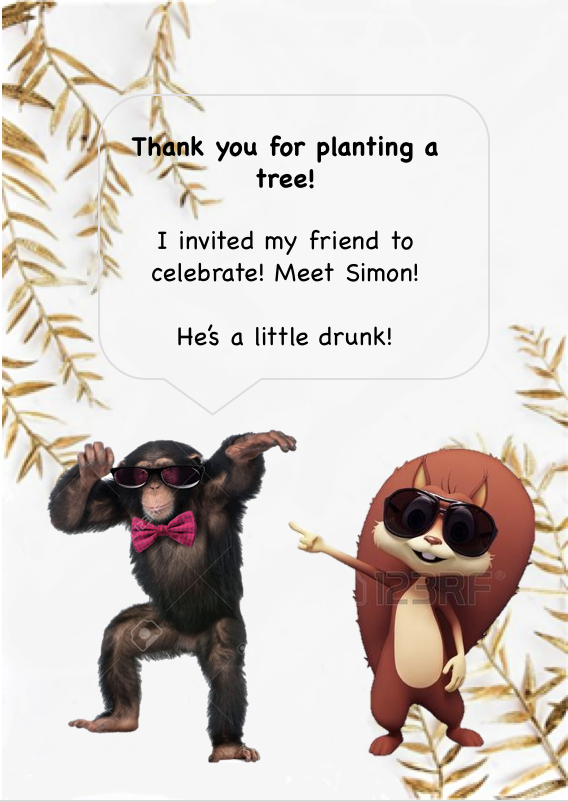 Thank you for planting a
tree!
I invited my friend to
celebrate! Meet Simon!
He's a little drunk!
123RF®